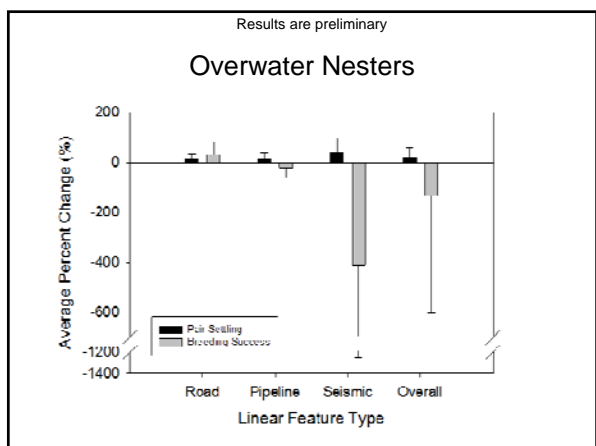 Results are preliminary
Overwater Nesters
Average Percent Change (%)
200
0
-200
-400
-600
-1200
-1400
Pair Settling
Breeding Success
Road Pipeline Seismic Overall
Linear Feature Type